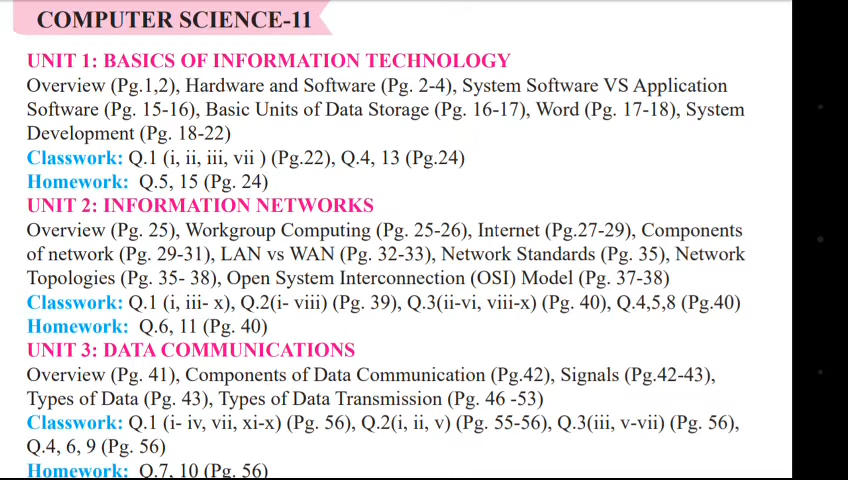 COMPUTER SCIENCE-11
UNIT 1: BASICS OF INFORMATION TECHNOLOGY
Overview (Pg.1,2), Hardware and Software (Pg. 2-4), System Software VS Application
Software (Pg. 15-16), Basic Units of Data Storage (Pg. 16-17), Word (Pg. 17-18), System
Development (Pg. 18-22)
Classwork: Q.1 (i, ii, iii, vii ) (Pg.22), Q.4, 13 (Pg.24)
Homework: Q.5, 15 (Pg. 24)
UNIT 2: INFORMATION NETWORKS
Overview (Pg. 25), Workgroup Computing (Pg. 25-26), Internet (Pg.27-29), Components
of network (Pg. 29-31), LAN vs WAN (Pg. 32-33), Network Standards (Pg. 35), Network
Topologies (Pg. 35- 38), Open System Interconnection (OSI) Model (Pg. 37-38)
Classwork: Q.1 (i, iii- x), Q.2(i- viii) (Pg. 39), Q.3(ii-vi, viii-x) (Pg. 40), Q.4,5,8 (Pg.40)
Homework: Q.6, 11 (Pg. 40)
UNIT 3: DATA COMMUNICATIONS
Overview (Pg. 41), Components of Data Communication (Pg.42), Signals (Pg.42-43),
Types of Data (Pg. 43), Types of Data Transmission (Pg. 46 -53)
Classwork: Q.1 (i- iv, vii, xi-x) (Pg. 56), Q.2(i, ii, v) (Pg. 55-56), Q.3(iii, v-vii) (Pg. 56),
Q.4, 6, 9 (Pg. 56)
Homework: Q.7, 10 (Pg. 56)